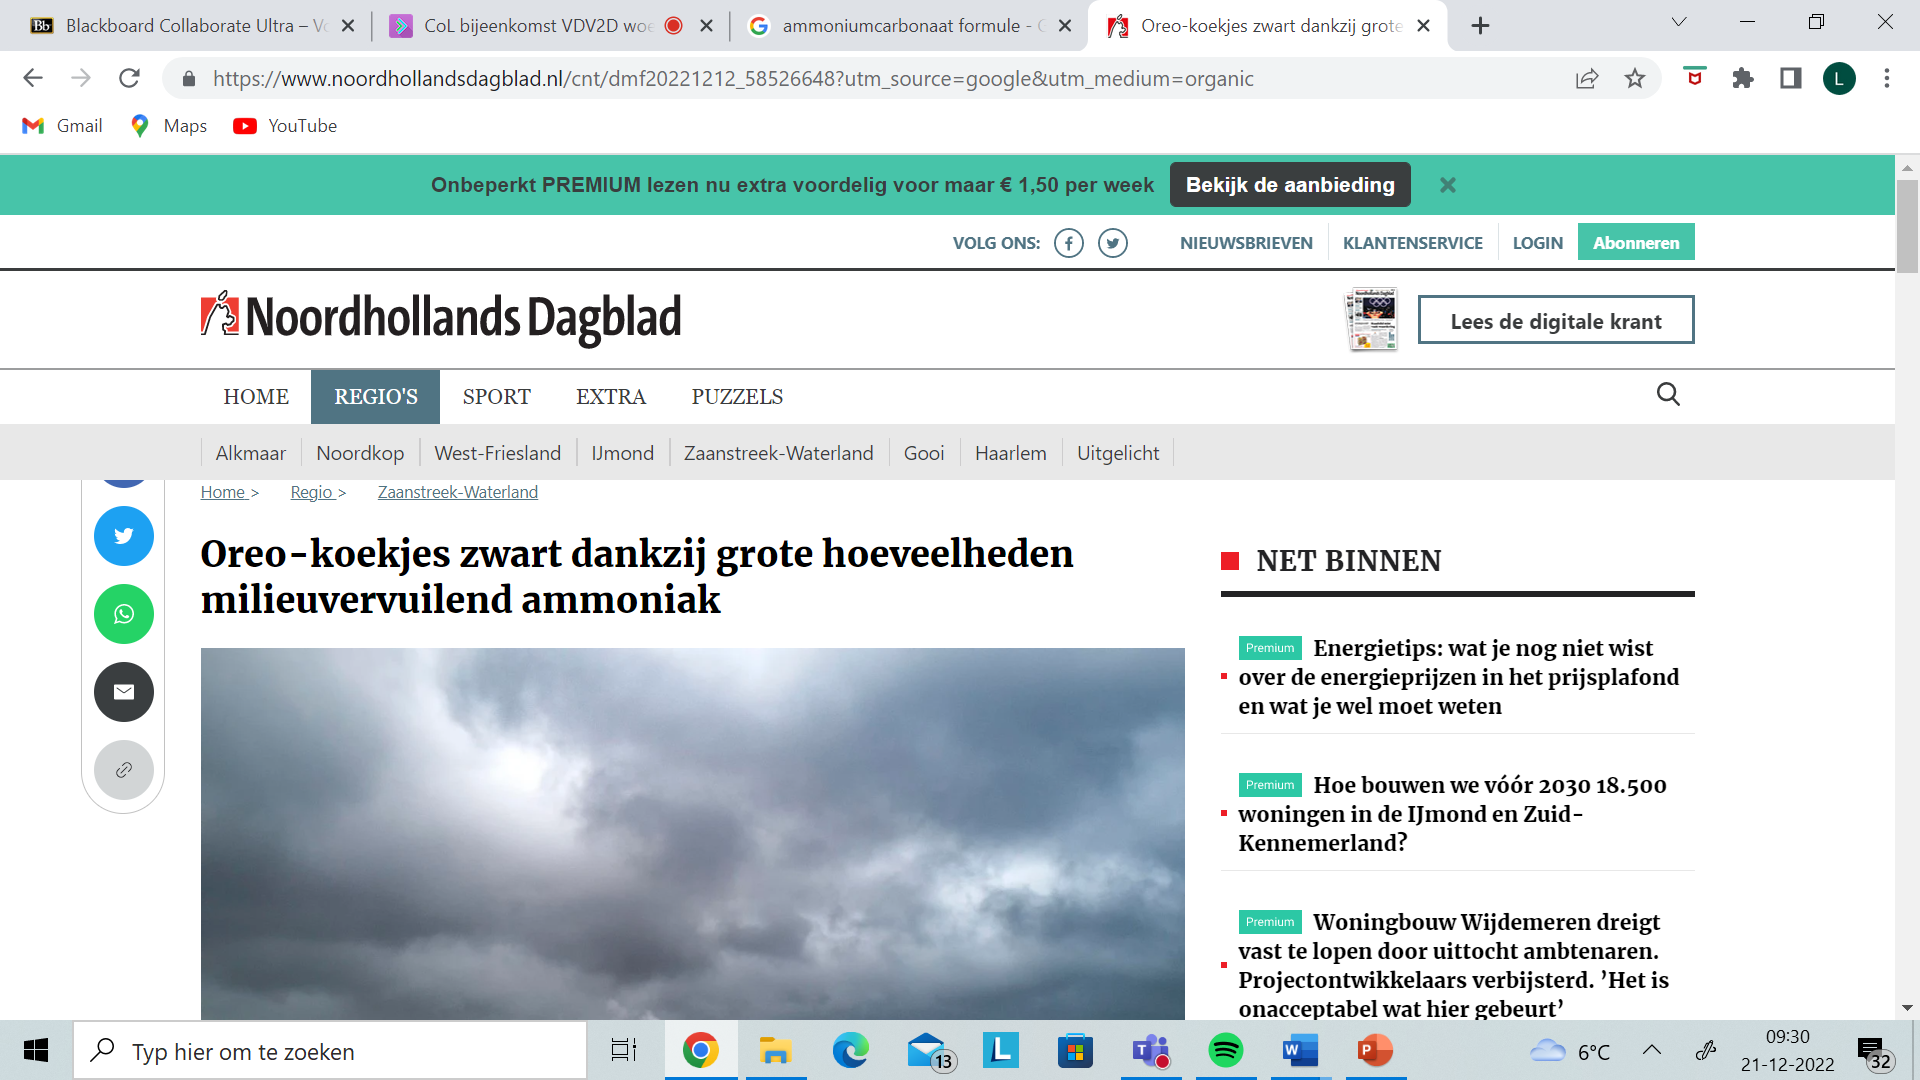 Blackboard Collaborate Ultra – Vo
CoL bijeenkomst VDV2D woe
ammoniumcarbonaat formule - G
Oreo-koekjes zwart dankzij grote
https://www.noordhollandsdagblad.nl/cnt/dmf20221212_58526648?utm_source=google&utm_medium=organic
L
Gmail
Maps
YouTube
Onbeperkt PREMIUM lezen nu extra voordelig voor maar € 1,50 per week
Bekijk de aanbieding
VOLG ONS:
NIEUWSBRIEVEN
KLANTENSERVICE
LOGIN
Abonneren
Noordhollands Dagblad
Lees de digitale krant
HOME
REGIO'S
SPORT
EXTRA
PUZZELS
Alkmaar
Noordkop
West-Friesland
IJmond
Zaanstreek-Waterland
Gooi
Haarlem
Uitgelicht
Home >
Regio >
Zaanstreek-Waterland
Oreo-koekjes zwart dankzij grote hoeveelheden
milieuvervuilend ammoniak
NET BINNEN
Premium Energietips: wat je nog niet wist
over de energieprijzen in het prijsplafond
en wat je wel moet weten
Premium Hoe bouwen we vóór 2030 18.500
woningen in de IJmond en Zuid-
Kennemerland?
Premium Woningbouw Wijdemeren dreigt
vast te lopen door uittocht ambtenaren.
Projectontwikkelaars verbijsterd. ’Het is
onacceptabel wat hier gebeurt’
Typ hier om te zoeken
13
6°C
09:30
21-12-2022
32